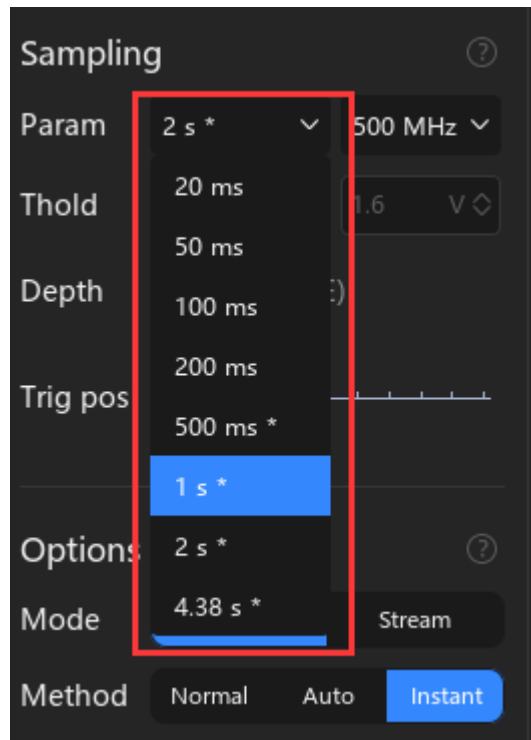 Sampling ?
Param 2 s * 500 MHz
20 ms
Thold 1.6 V
50 ms
Depth :)
100 ms
200 ms
Trig pos
500 ms *
1 s *
Options 2 s * ?
4.38 s *
Mode Stream
Method Normal Auto Instant